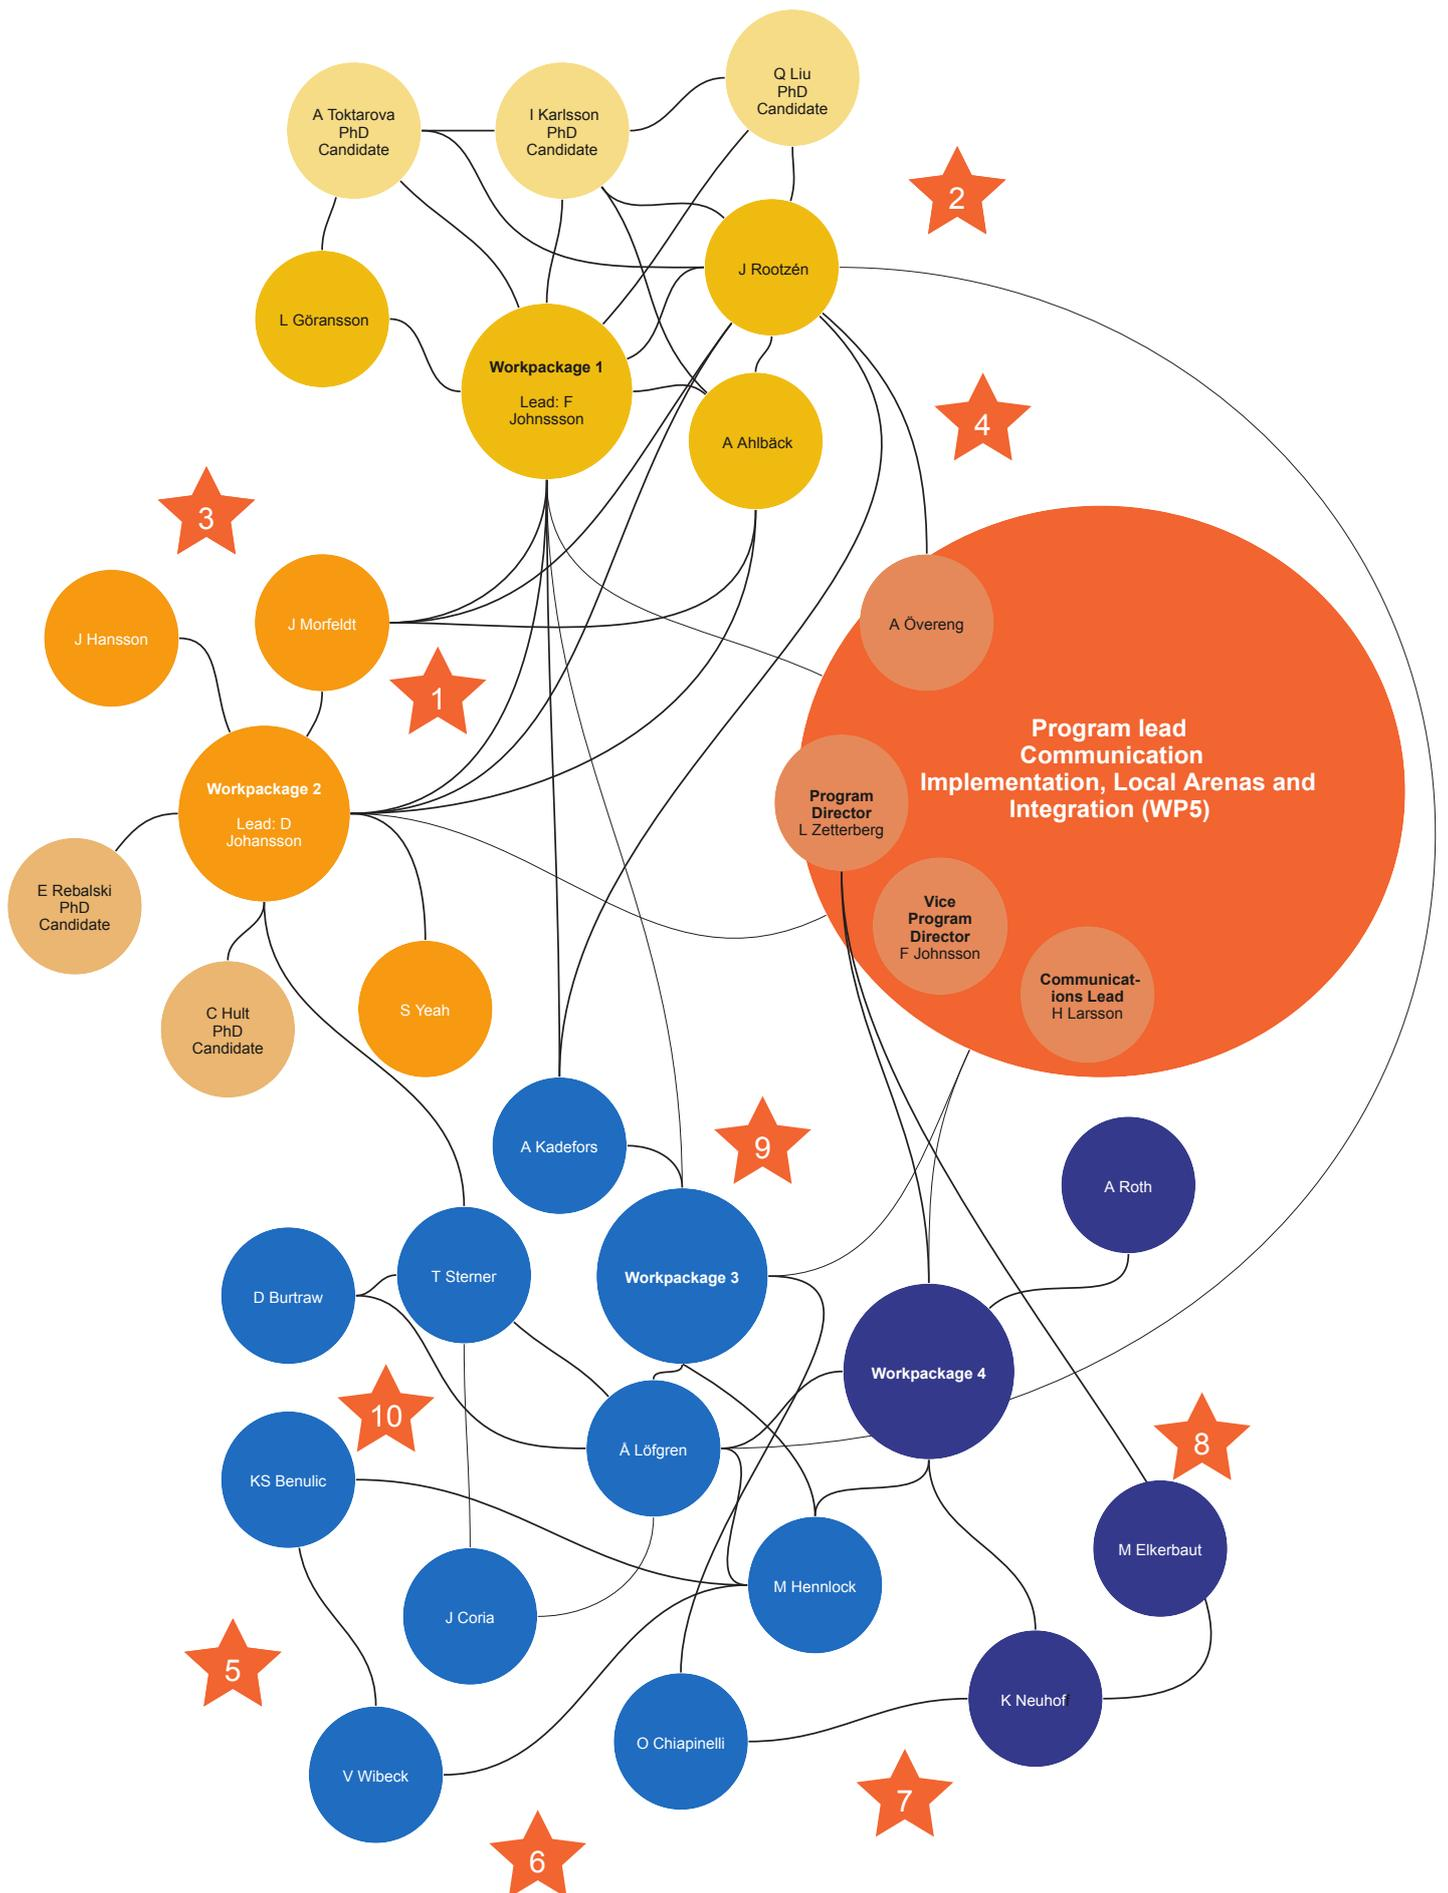 Q Liu
PhD
Candidate
A Toktarova
PhD
Candidate
I Karlsson
PhD
Candidate
2
J Rootzén
L Göransson
Workpackage 1
Lead: F
Johnssson
A Ahlbäck
4
3
J Hansson
J Morfeldt
A Övereng
1
Program lead
Communication
Implementation, Local Arenas and
Integration (WP5)
Workpackage 2
Lead: D
Johansson
Program
Director
L Zetterberg
E Rebalski
PhD
Candidate
Vice
Program
Director
F Johnsson
Communicat-
ions Lead
H Larsson
C Hult
PhD
Candidate
S Yeah
A Kadefors
9
A Roth
T Sterner
Workpackage 3
D Burtraw
Workpackage 4
10
Å Löfgren
8
KS Benulic
M Elkerbaut
M Hennlock
J Coria
5
K Neuhoff
O Chiapinelli
V Wibeck
7
6